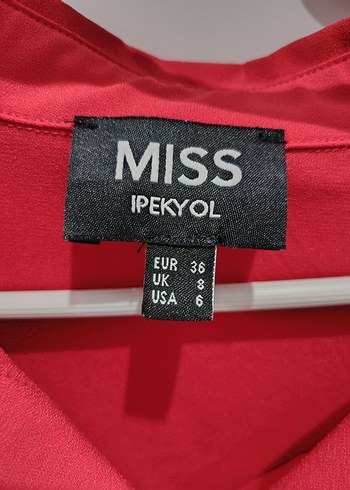 MISS
IPEKYOL
EUR 36
UK 8
USA 6